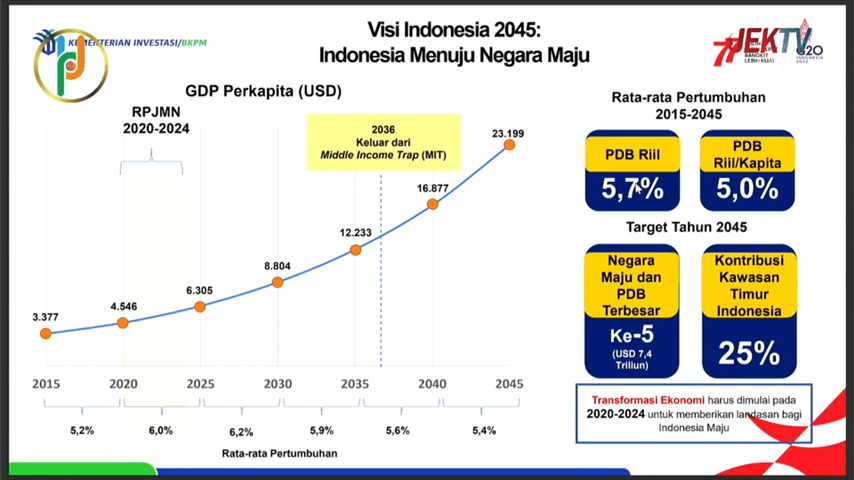 KEMENTERIAN INVESTASI/BKPM
Visi Indonesia 2045:
Indonesia Menuju Negara Maju
JEKTV
G20
GDP Perkapita (USD)
RPJMN
2020-2024
2036
Keluar dari
Middle Income Trap (MIT)
3.377
4.546
6.305
8.804
12.233
16.877
23.199
2015
2020
2025
2030
2035
2040
2045
5,2%
6,0%
6,2%
5,9%
5,6%
5,4%
Rata-rata Pertumbuhan
Rata-rata Pertumbuhan
2015-2045
PDB Riil
5,7%
PDB
Riil/Kapita
5,0%
Target Tahun 2045
Negara
Maju dan
PDB
Terbesar
Ke-5
(USD 7,4
Triliun)
Kontribusi
Kawasan
Timur
Indonesia
25%
Transformasi Ekonomi harus dimulai pada
2020-2024 untuk memberikan landasan bagi
Indonesia Maju